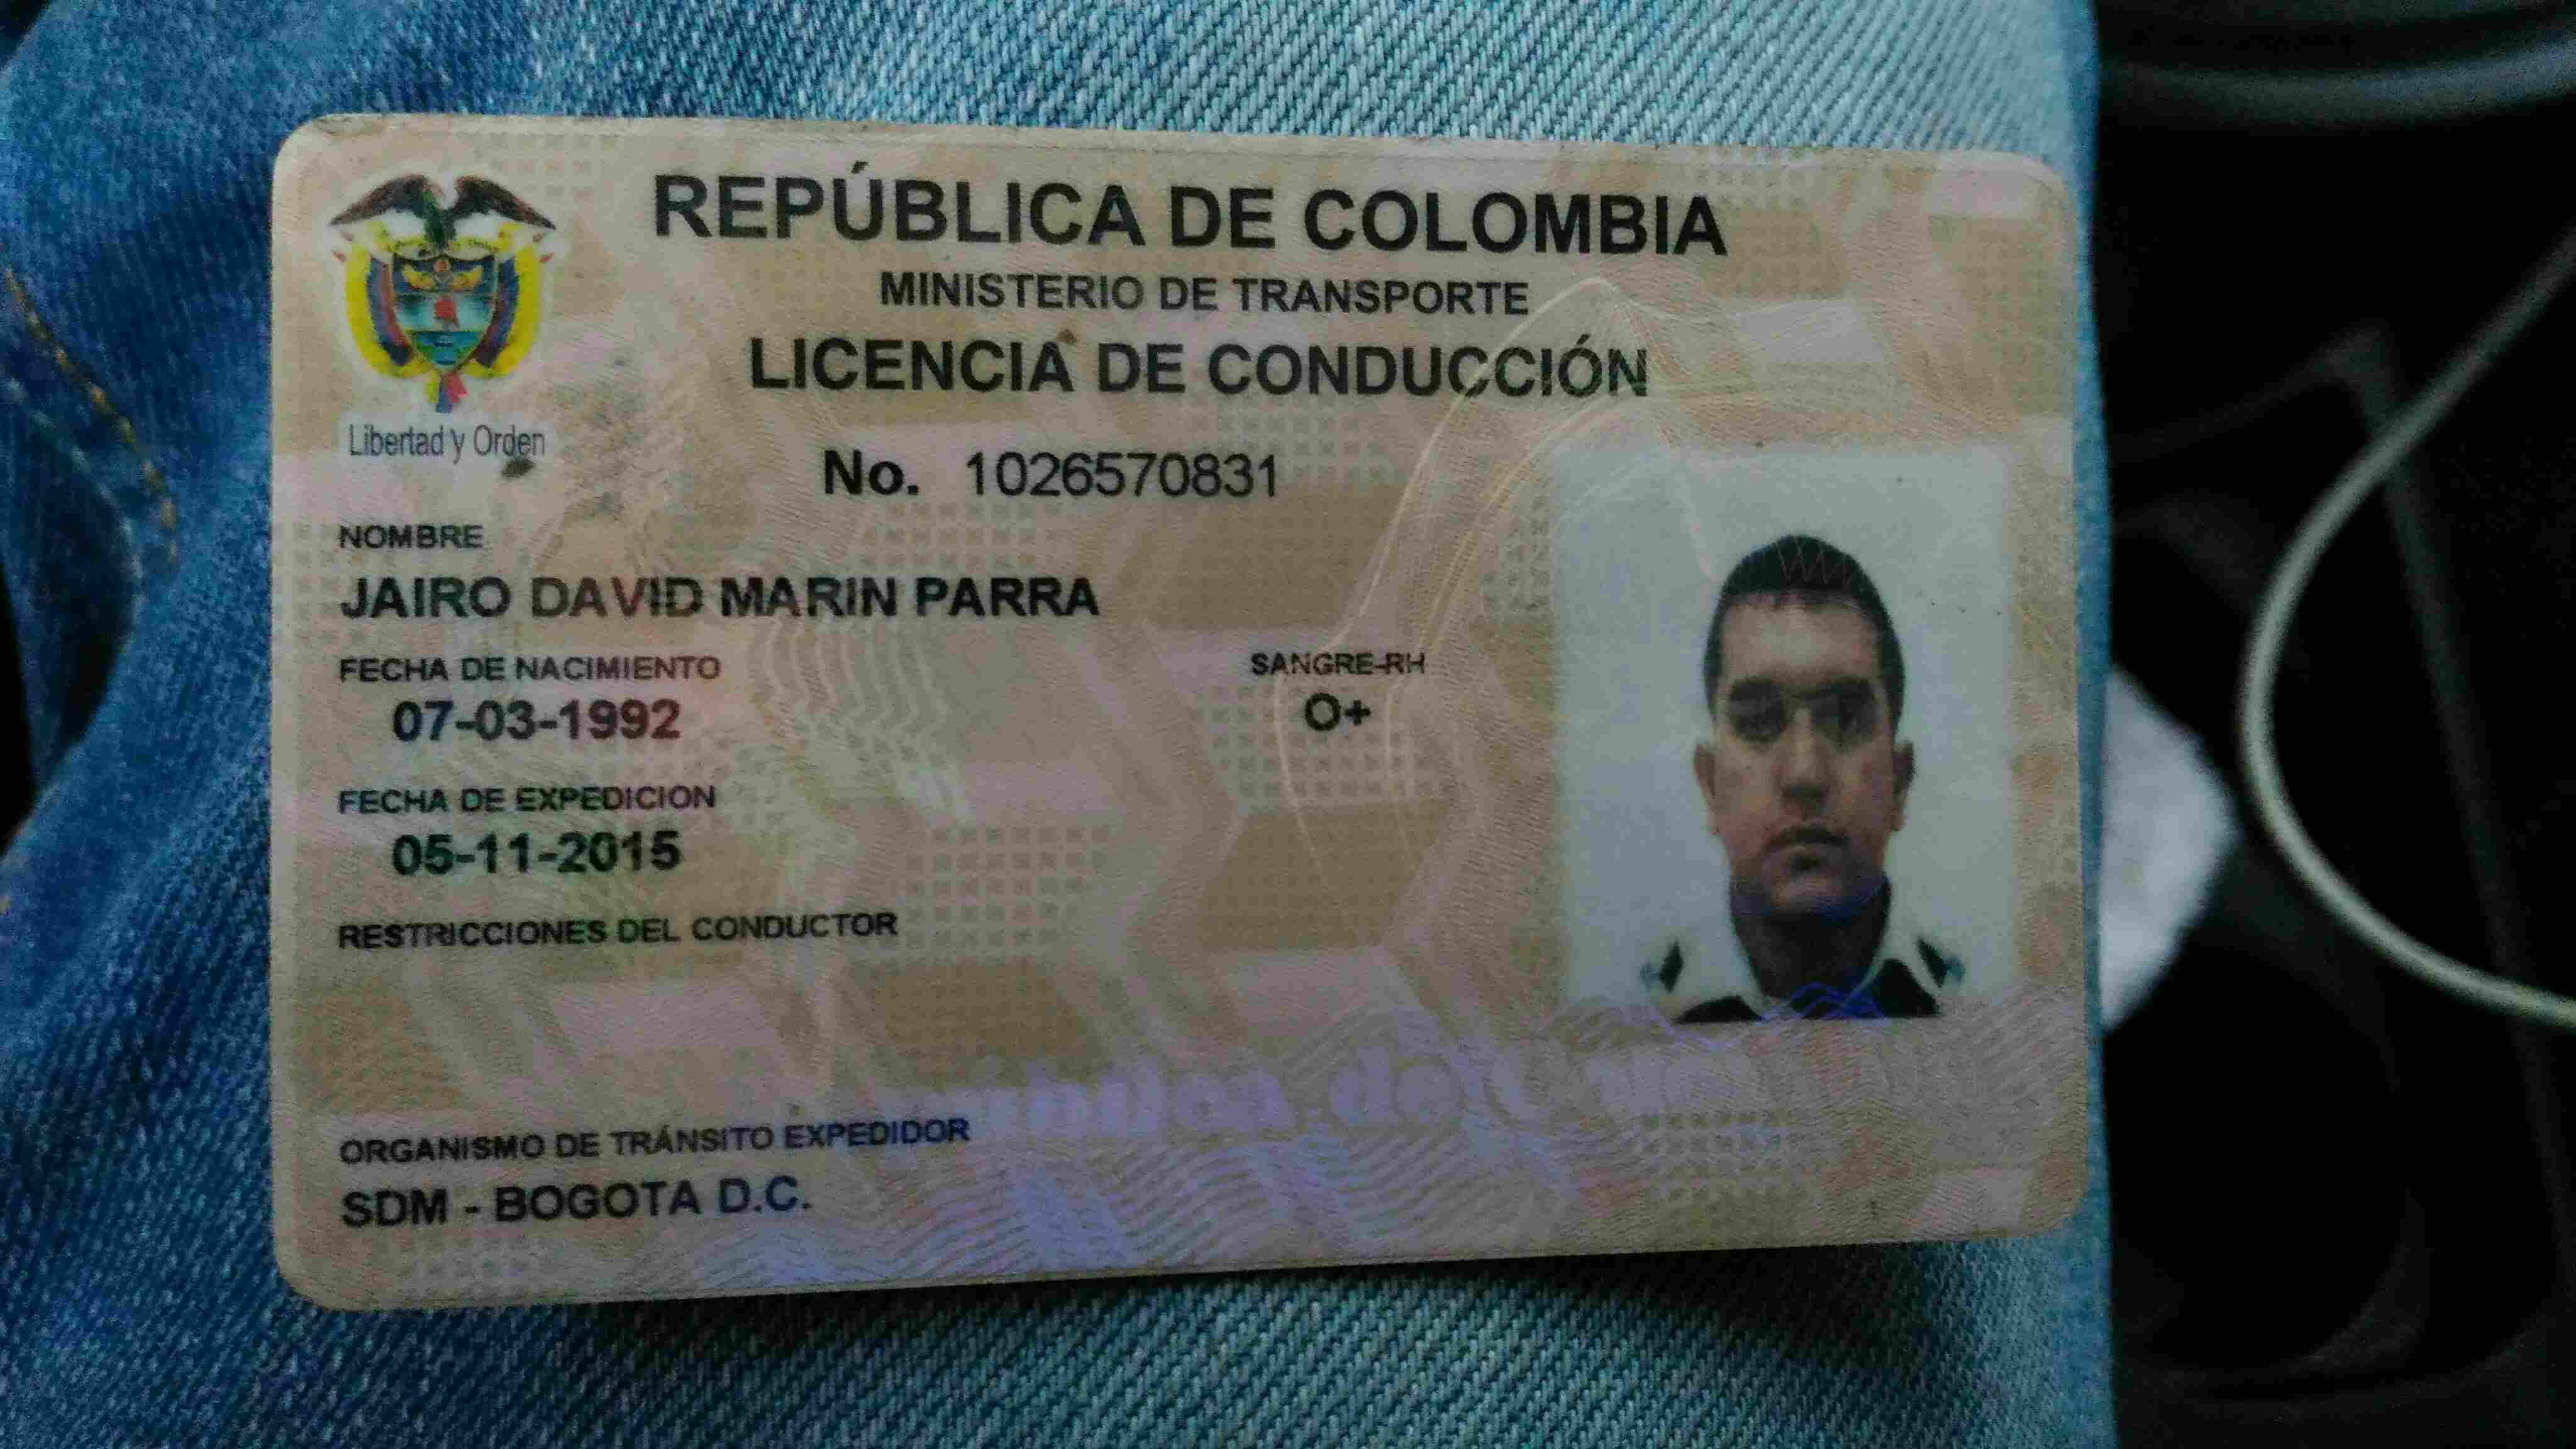 REPÚBLICA DE COLOMBIA
MINISTERIO DE TRANSPORTE
LICENCIA DE CONDUCCIÓN
Libertad y Orden
No. 1026570831
NOMBRE
JAIRO DAVID MARIN PARRA
FECHA DE NACIMIENTO
07-03-1992
SANGRE-RH
O+
FECHA DE EXPEDICION
05-11-2015
RESTRICCIONES DEL CONDUCTOR
ORGANISMO DE TRÁNSITO EXPEDIDOR
SDM - BOGOTA D.C.